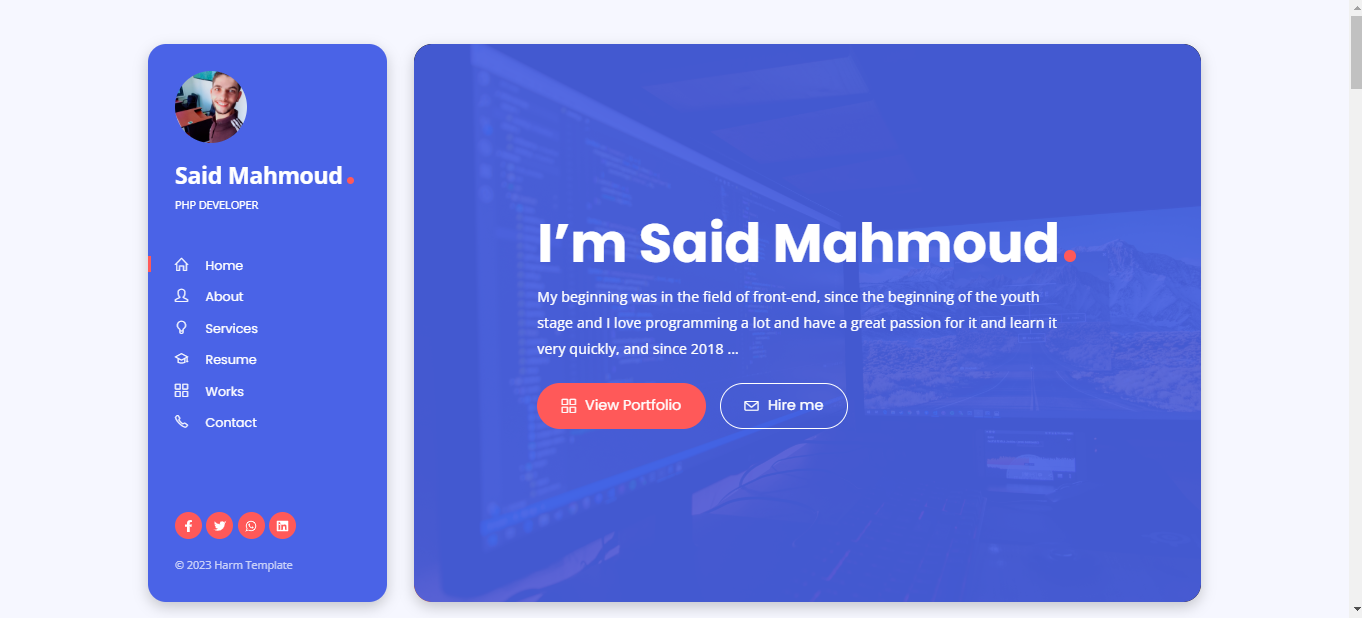 Said Mahmoud.
PHP DEVELOPER
Home
About
Services
Resume
Works
Contact
© 2023 Harm Template
I’m Said Mahmoud.
My beginning was in the field of front-end, since the beginning of the youth
stage and I love programming a lot and have a great passion for it and learn it
very quickly, and since 2018 ...
View Portfolio
Hire me